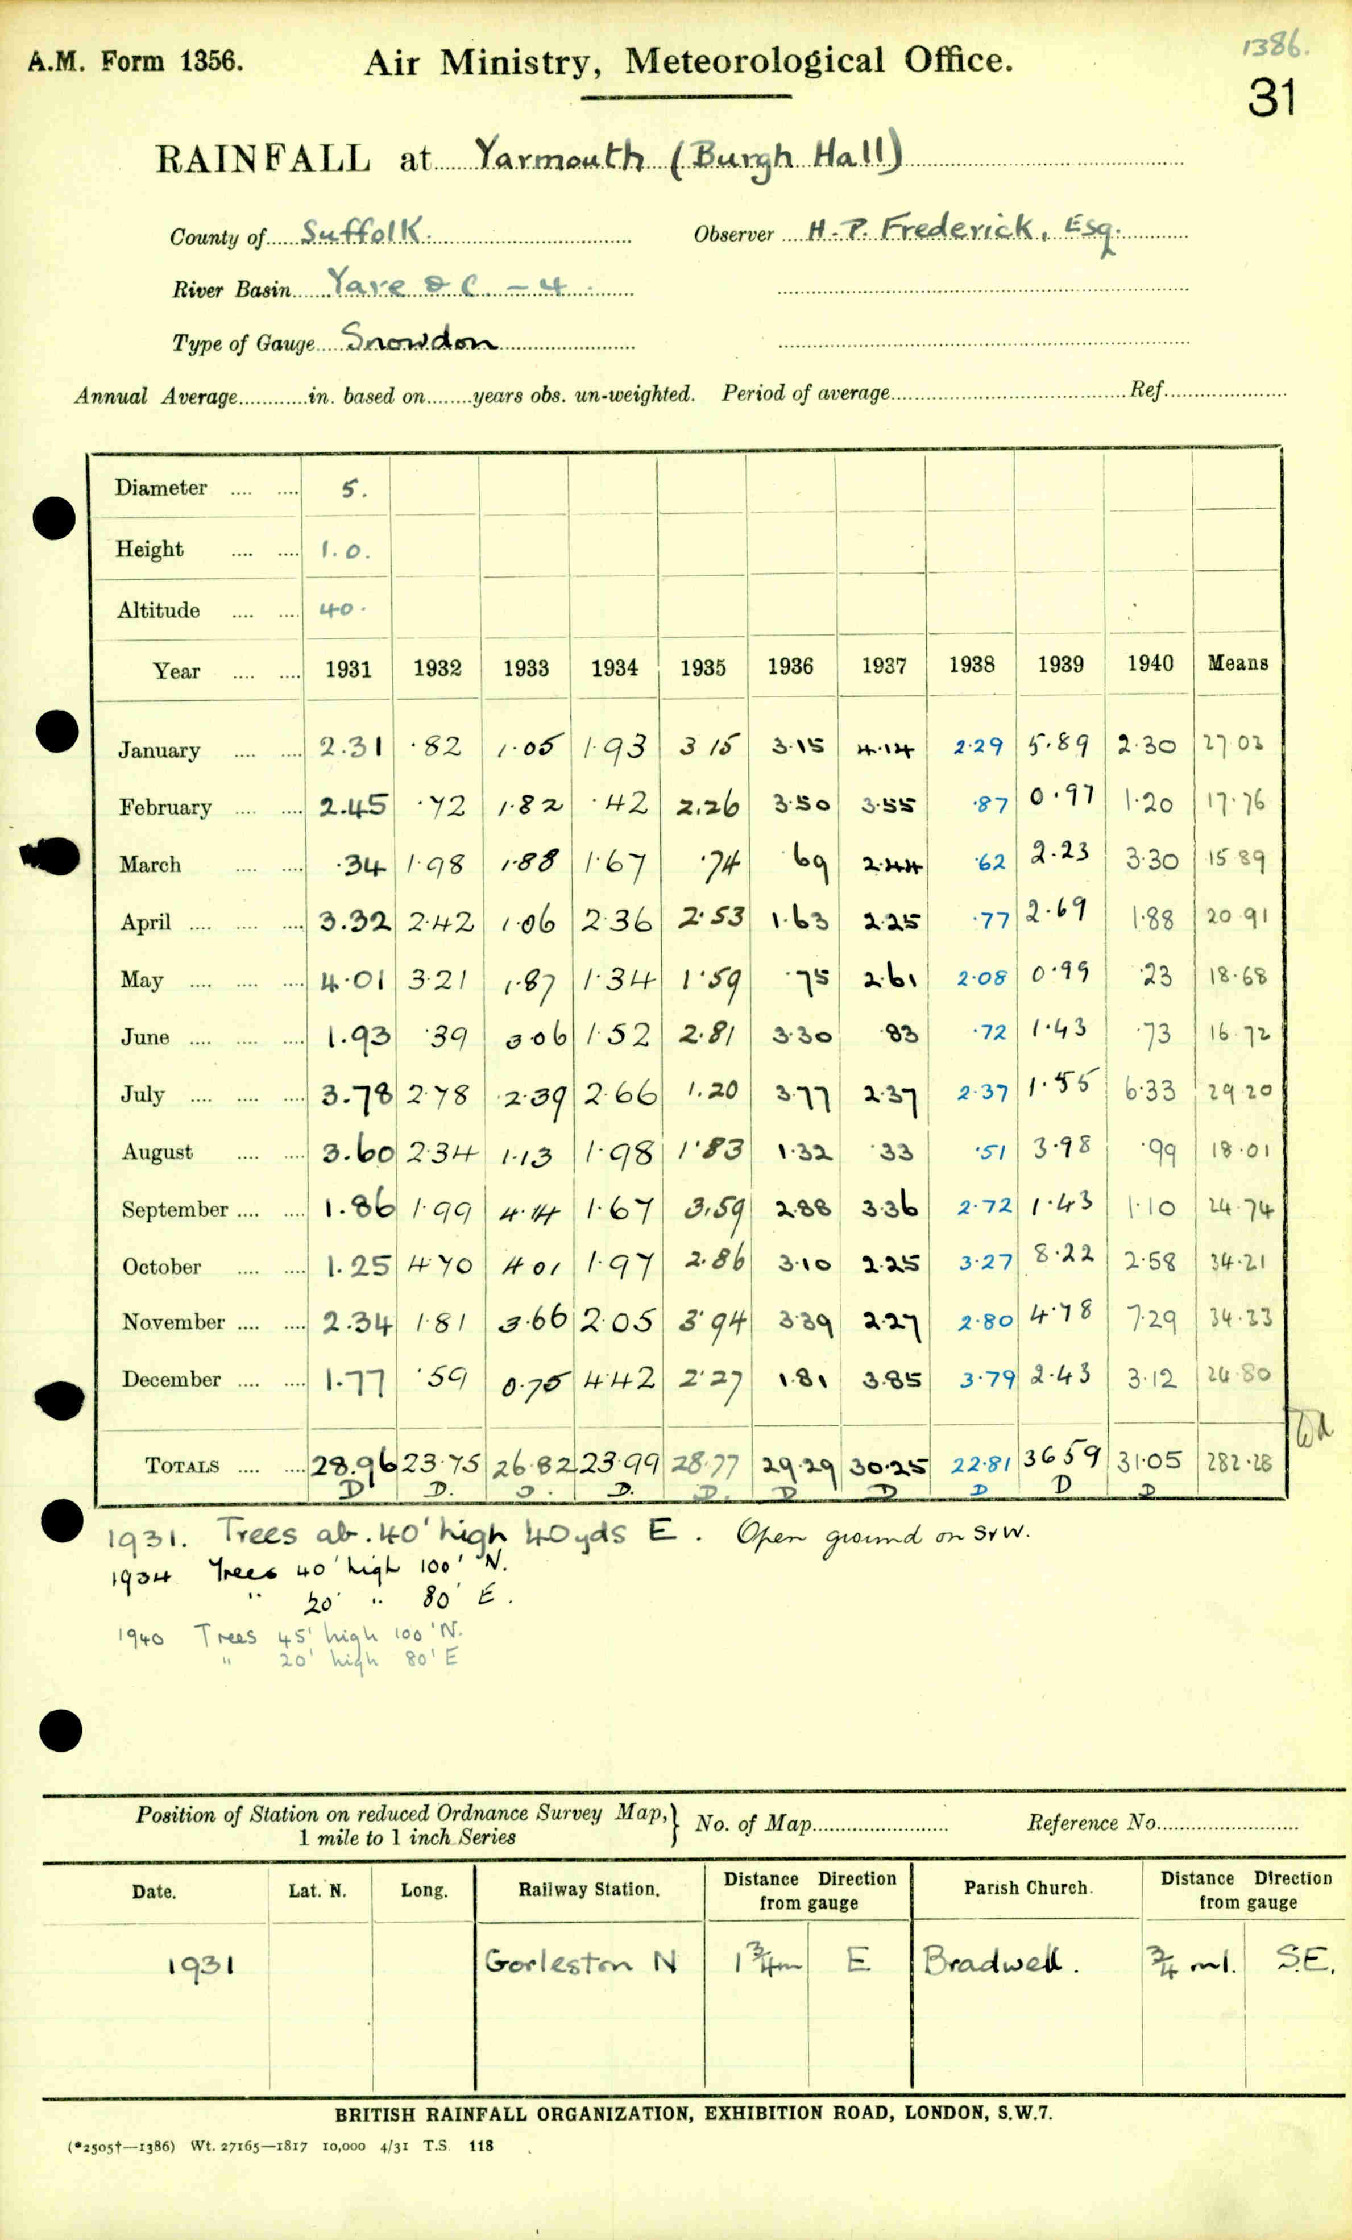 A.M. Form 1356. Air Ministry, Meteorological Office. 1386.
31
RAINFALL at Yarmouth (Burgh Hall)
County of Suffolk. Observer H. P. Frederick, Esq.
River Basin Yare & C. - 4
Type of Gauge Snowdon
Annual Average in. based on years obs. un-weighted. Period of average Ref.
Diameter 5.
Height 1.0.
Altitude 40.
Year 1931 1932 1933 1934 1935 1936 1937 1938 1939 1940 Means
January 2.31 .82 1.05 1.93 3 15 3.15 4.14 2.29 5.89 2.30 27 03
February 2.45 .72 1.82 .42 2.26 3.50 3.55 .87 0.97 1.20 17.76
March .34 1.98 1.88 1.67 .74 .69 2.44 .62 2.23 3.30 15 89
April 3.32 2.42 1.06 2.36 2.53 1.63 2.25 .77 2.69 1.88 20 91
May 4.01 3.21 1.87 1.34 1.59 .75 2.61 2.08 0.99 .23 18.68
June 1.93 .39 3 06 1.52 2.81 3.30 .83 .72 1.43 .73 16 72
July 3.78 2.78 2.39 2.66 1.20 3.77 2.37 2.37 1.55 6.33 29 20
August 3.60 2.34 1.13 1.98 1.83 1.32 .33 .51 3.98 .99 18.01
September 1.86 1.99 4.14 1.67 3.59 2.88 3.36 2.72 1.43 1.10 24.74
October 1.25 4.70 4 01 1.97 2.86 3.10 2.25 3.27 8.22 2.58 34.21
November 2.34 1.81 3.66 2.05 3.94 3.39 2.27 2.80 4.78 7.29 34.33
December 1.77 .59 0.75 4.42 2.27 1.81 3.85 3.79 2.43 3.12 24.80
TOTALS 28.96 23.75 26.82 23.99 28.77 29.29 30.25 22.81 36 59 31.05 282.28
D D. D. D. D. D D D D D
1931. Trees ab. 40' high 40yds E. Open ground on S & W.
1934 Trees 40' high 100' N.
" 20' " 80' E.
1940 Trees 45' high 100' N.
" 20' high 80' E
Position of Station on reduced Ordnance Survey Map, No. of Map Reference No.
1 mile to 1 inch Series
Date. Lat. N. Long. Railway Station. Distance Direction from gauge Parish Church. Distance Direction from gauge
1931 Gorleston N 1¾m E Bradwell. ¾ ml. S.E.
BRITISH RAINFALL ORGANIZATION, EXHIBITION ROAD, LONDON, S.W.7.
(*2505†—1386) Wt. 27165—1817 10,000 4/31 T.S. 118